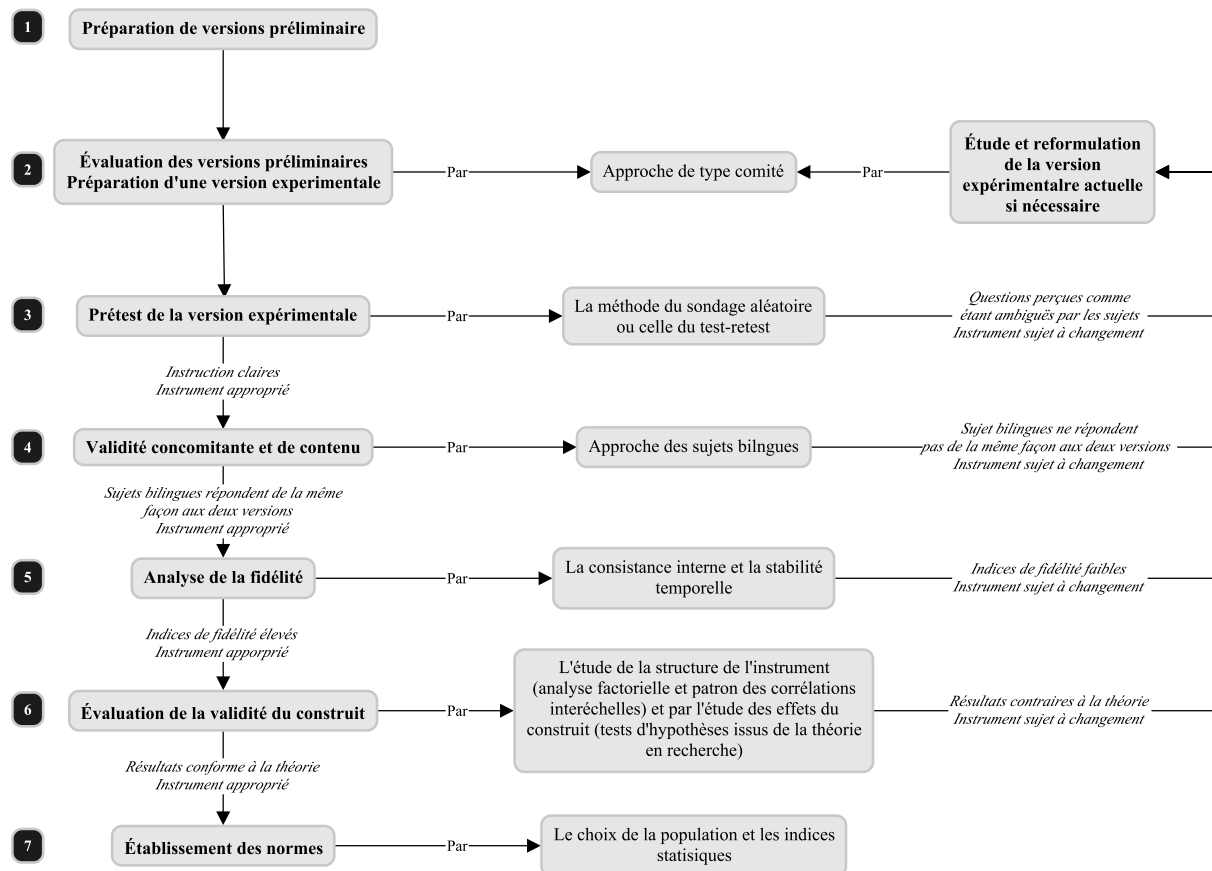 1
Préparation de versions préliminaire
2
Évaluation des versions préliminaires
Préparation d'une version experimentale
Par
Approche de type comité
Par
Étude et reformulation
de la version
expérimentalre actuelle
si nécessaire
3
Prétest de la version expérimentale
Par
La méthode du sondage aléatoire
ou celle du test-retest
Questions perçues comme
étant ambiguës par les sujets
Instrument sujet à changement
Instruction claires
Instrument approprié
4
Validité concomitante et de contenu
Par
Approche des sujets bilngues
Sujet bilingues ne répondent
pas de la même façon aux deux versions
Instrument sujet à changement
Sujets bilingues répondent de la même
façon aux deux versions
Instrument approprié
5
Analyse de la fidélité
Par
La consistance interne et la stabilité
temporelle
Indices de fidélité faibles
Instrument sujet à changement
Indices de fidélité élevés
Instrument apporprié
6
Évaluation de la validité du construit
Par
L'étude de la structure de l'instrument
(analyse factorielle et patron des corrélations
interéchelles) et par l'étude des effets du
construit (tests d'hypothèses issus de la théorie
en recherche)
Résultats contraires à la théorie
Instrument sujet à changement
Résultats conforme à la théorie
Instrument approprié
7
Établissement des normes
Par
Le choix de la population et les indices
statisiques